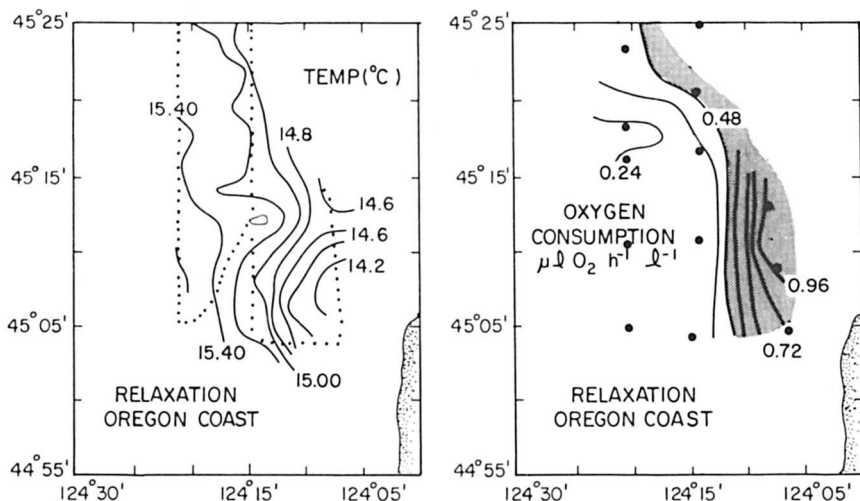 45°25'
TEMP(°C)
15.40
14.8
45°15'
14.6
14.6
14.2
45°05'
15.40
15.00
RELAXATION
OREGON COAST
44°55'
124°30' 124°15' 124°05'
45°25'
0.48
45°15'
0.24
OXYGEN
CONSUMPTION
μl O₂ h⁻¹ l⁻¹
0.96
45°05'
0.72
RELAXATION
OREGON COAST
44°55'
124°30' 124°15' 124°05'